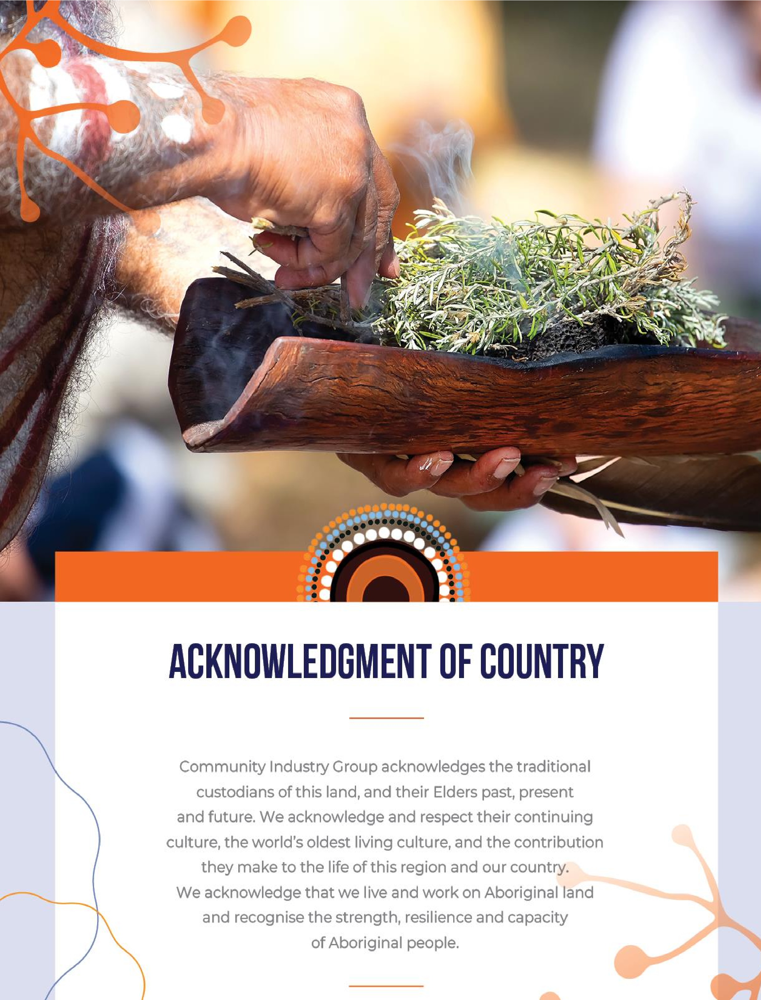 ACKNOWLEDGMENT OF COUNTRY
Community Industry Group acknowledges the traditional
custodians of this land, and their Elders past, present
and future. We acknowledge and respect their continuing
culture, the world's oldest living culture, and the contribution
they make to the life of this region and our country.
We acknowledge that we live and work on Aboriginal land
and recognise the strength, resilience and capacity
of Aboriginal people.